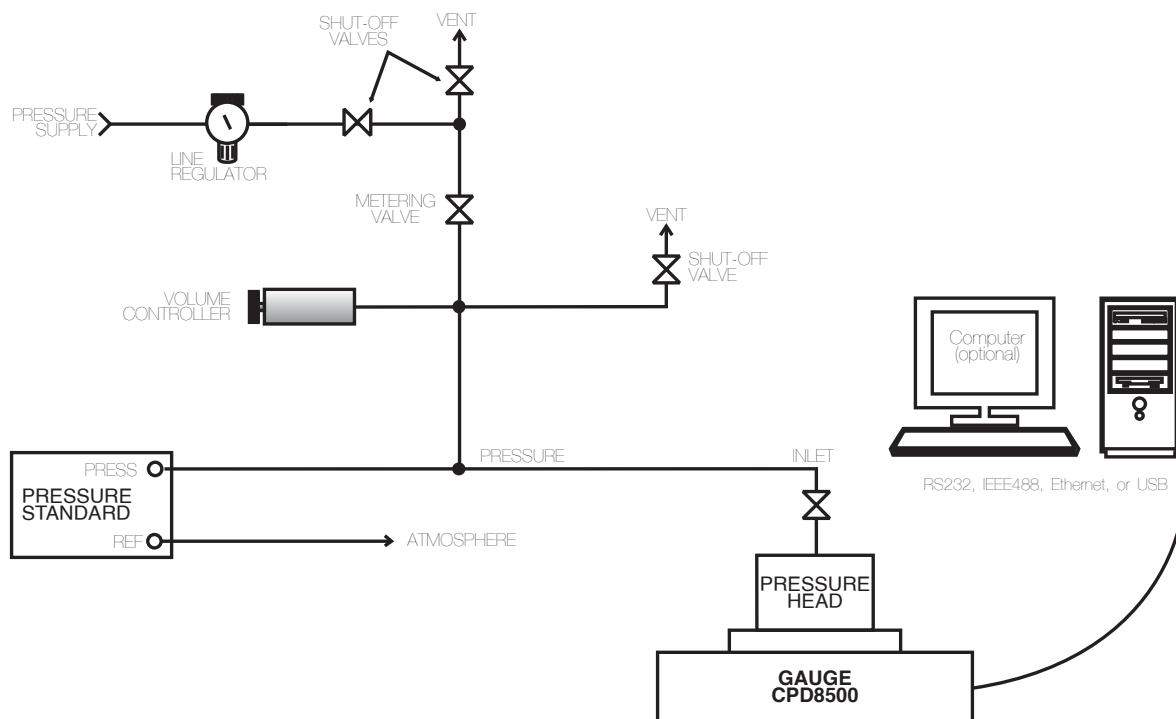 SHUT-OFF
VALVES
VENT
PRESSURE
SUPPLY
LINE
REGULATOR
METERING
VALVE
VENT
SHUT-OFF
VALVE
VOLUME
CONTROLLER
Computer
(optional)
PRESS
PRESSURE
INLET
RS232, IEEE488, Ethernet, or USB
PRESSURE
STANDARD
REF
ATMOSPHERE
PRESSURE
HEAD
GAUGE
CPD8500